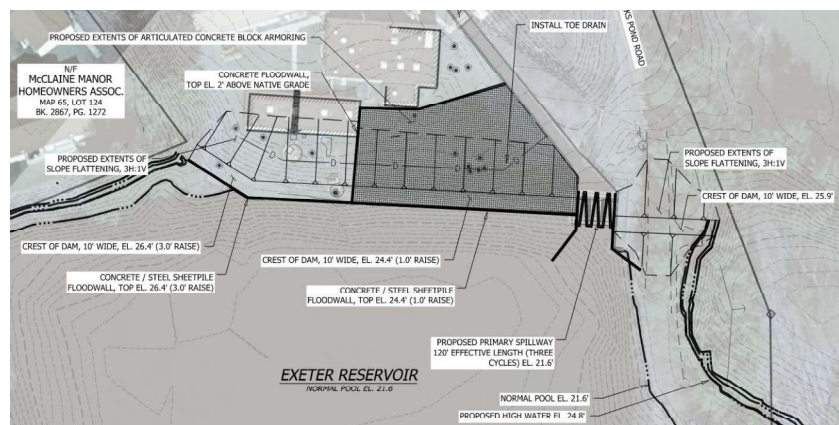 PROPOSED EXTENTS OF ARTICULATED CONCRETE BLOCK ARMORING
INSTALL TOE DRAIN
KS POND ROAD
N/F
McCLAINE MANOR
HOMEOWNERS ASSOC.
MAP 65, LOT 124
BK. 2867, PG. 1272
CONCRETE FLOODWALL,
TOP EL. 2' ABOVE NATIVE GRADE
PROPOSED EXTENTS OF
SLOPE FLATTENING, 3H:1V
PROPOSED EXTENTS OF
SLOPE FLATTENING, 3H:1V
CREST OF DAM, 10' WIDE, EL. 25.9'
CREST OF DAM, 10' WIDE, EL. 26.4' (3.0' RAISE)
CREST OF DAM, 10' WIDE, EL. 24.4' (1.0' RAISE)
CONCRETE / STEEL SHEETPILE
FLOODWALL, TOP EL. 26.4' (3.0' RAISE)
CONCRETE / STEEL SHEETPILE
FLOODWALL, TOP EL. 24.4' (1.0' RAISE)
PROPOSED PRIMARY SPILLWAY
120' EFFECTIVE LENGTH (THREE
CYCLES) EL. 21.6'
EXETER RESERVOIR
NORMAL POOL EL. 21.6
NORMAL POOL EL. 21.6'
PROPOSED HIGH WATER EL. 24.8'